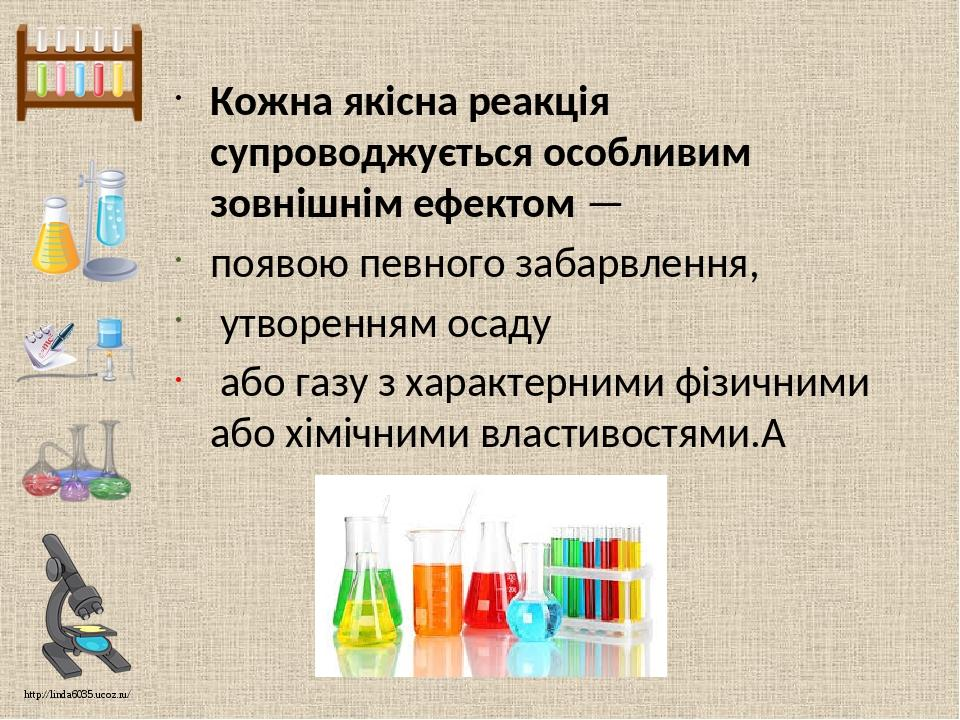 Кожна якісна реакція
супроводжується особливим
зовнішнім ефектом —
появою певного забарвлення,
утворенням осаду
або газу з характерними фізичними
або хімічними властивостями.А
http://linda6035.ucoz.ru/